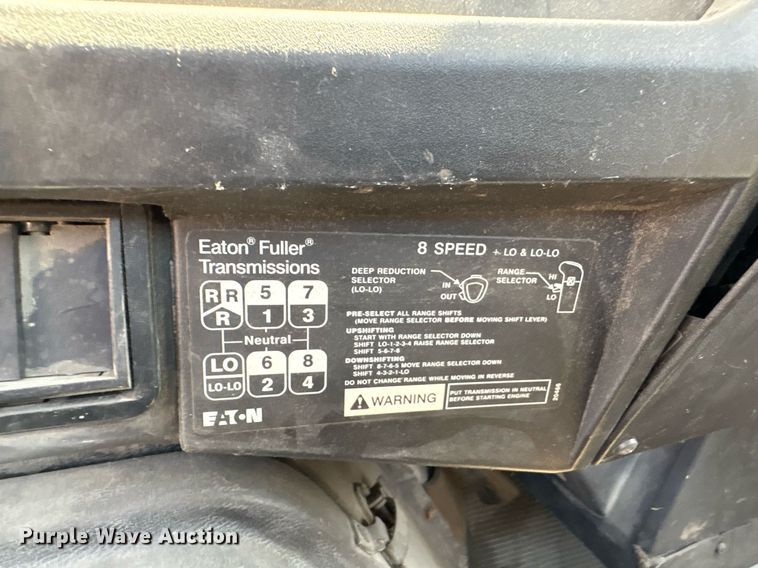 Eaton® Fuller®
Transmissions
8 SPEED + LO & LO-LO
DEEP REDUCTION
SELECTOR
(LO-LO)
IN
OUT
RANGE
SELECTOR
HI
LO
R R 5 7
R 1 3
Neutral
LO 6 8
LO-LO 2 4
PRE-SELECT ALL RANGE SHIFTS
(MOVE RANGE SELECTOR BEFORE MOVING SHIFT LEVER)
UPSHIFTING
START WITH RANGE SELECTOR DOWN
SHIFT LO-1-2-3-4 RAISE RANGE SELECTOR
SHIFT 5-6-7-8
DOWNSHIFTING
SHIFT 8-7-6-5 MOVE RANGE SELECTOR DOWN
SHIFT 4-3-2-1-LO
DO NOT CHANGE RANGE WHILE MOVING IN REVERSE
WARNING
PUT TRANSMISSION IN NEUTRAL
BEFORE STARTING ENGINE
EATON
Purple Wave Auction